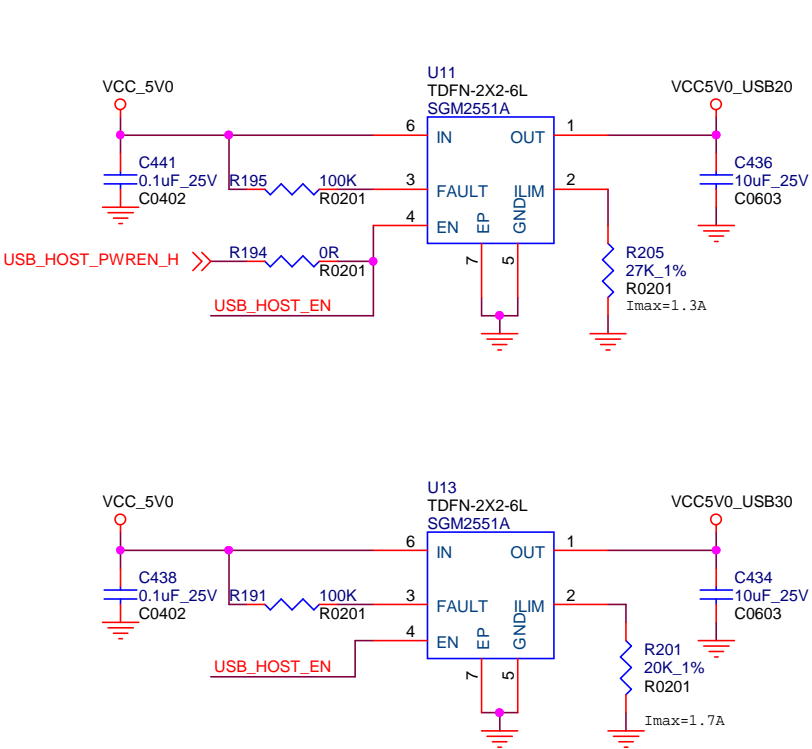 U11
TDFN-2X2-6L
SGM2551A
VCC_5V0
VCC5V0_USB20
6
IN
OUT
1
C441
0.1uF_25V
C0402
R195
100K
R0201
3
FAULT
ILIM
2
C436
10uF_25V
C0603
4
EN
EP
GND
7
5
USB_HOST_PWREN_H
R194
0R
R0201
USB_HOST_EN
R205
27K_1%
R0201
Imax=1.3A
U13
TDFN-2X2-6L
SGM2551A
VCC_5V0
VCC5V0_USB30
6
IN
OUT
1
C438
0.1uF_25V
C0402
R191
100K
R0201
3
FAULT
ILIM
2
C434
10uF_25V
C0603
4
EN
EP
GND
7
5
USB_HOST_EN
R201
20K_1%
R0201
Imax=1.7A